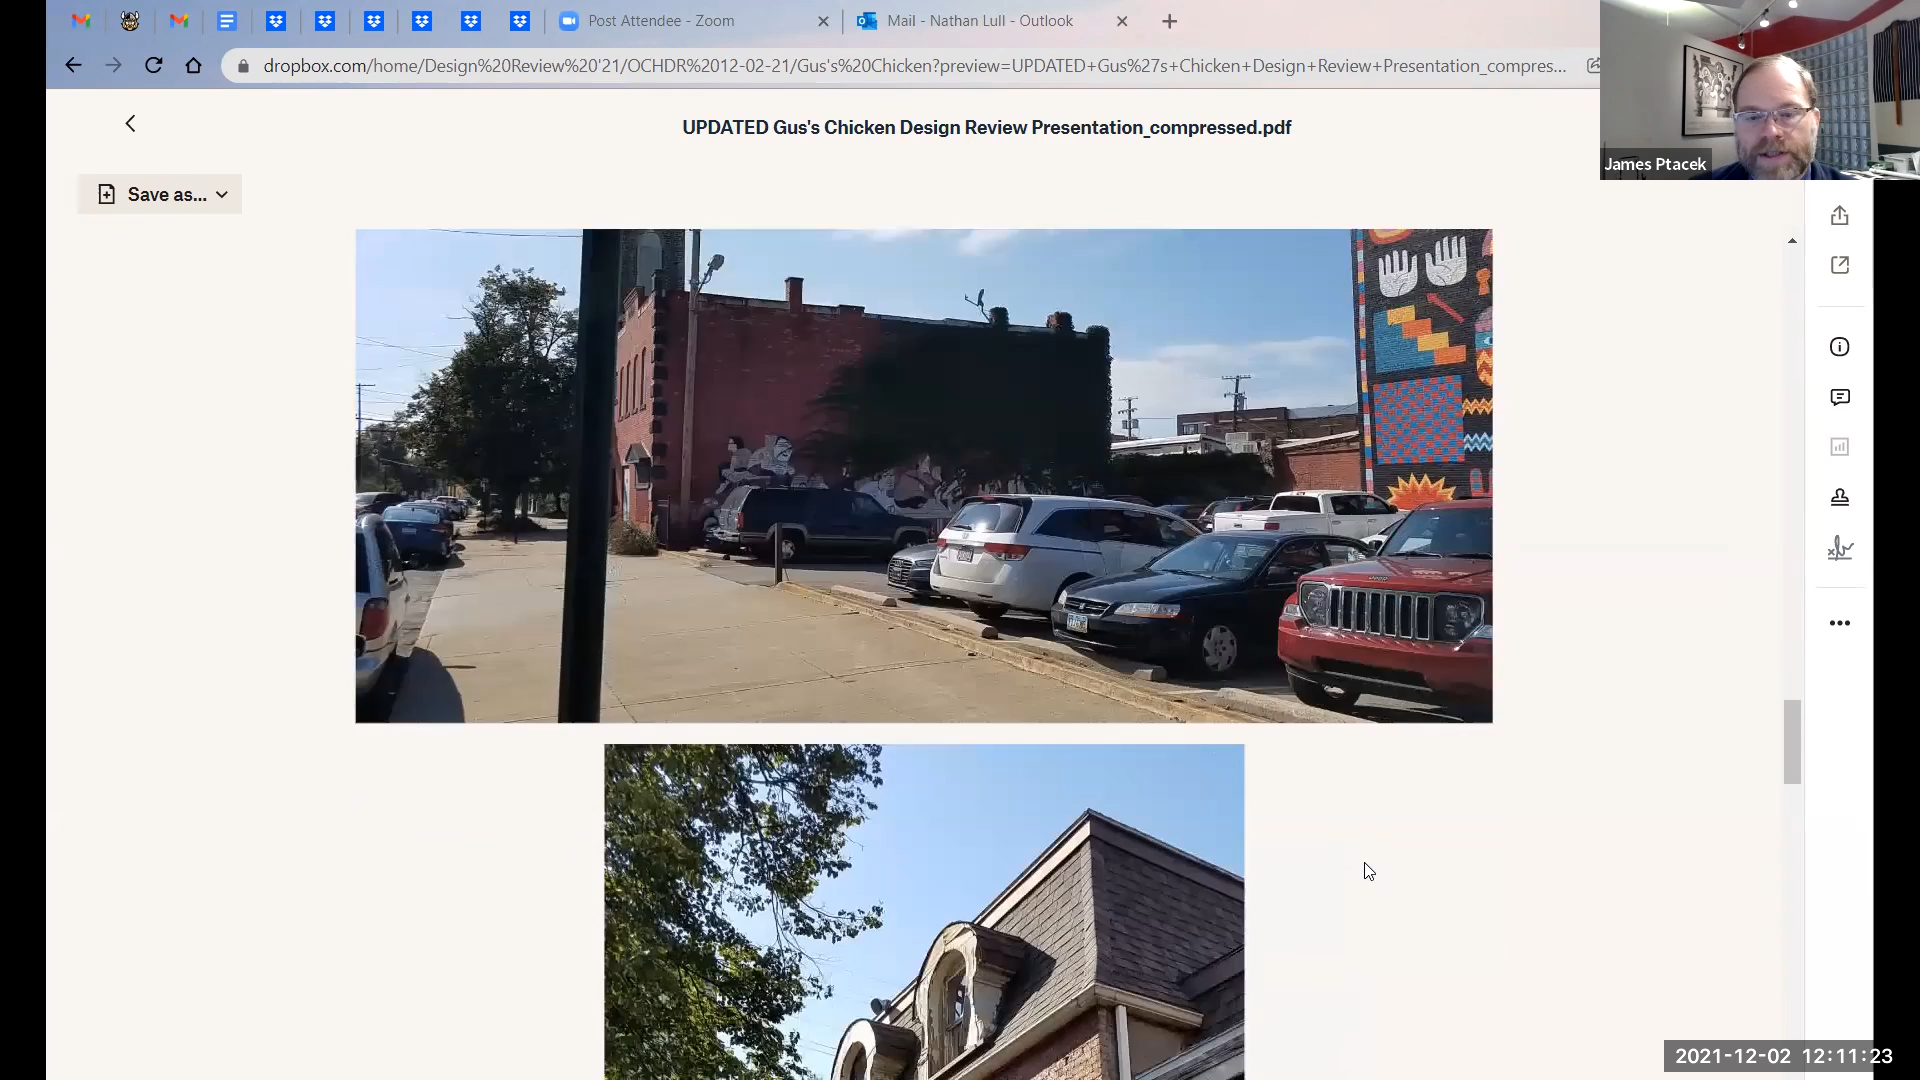 Post Attendee - Zoom
Mail - Nathan Lull - Outlook
dropbox.com/home/Design%20Review%20'21/OCHDR%2012-02-21/Gus's%20Chicken?preview=UPDATED+Gus%27s+Chicken+Design+Review+Presentation_compres...
UPDATED Gus's Chicken Design Review Presentation_compressed.pdf
James Ptacek
Save as...
2021-12-02 12:11:23